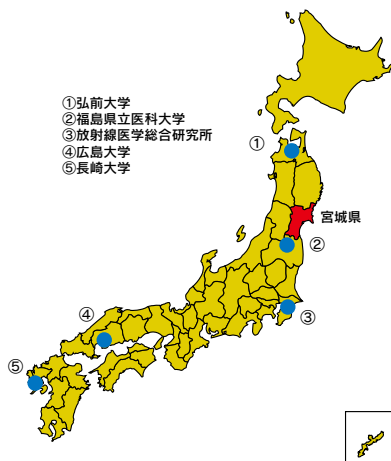 ①弘前大学
②福島県立医科大学
③放射線医学総合研究所
④広島大学
⑤長崎大学
①
宮城県
②
③
④
⑤